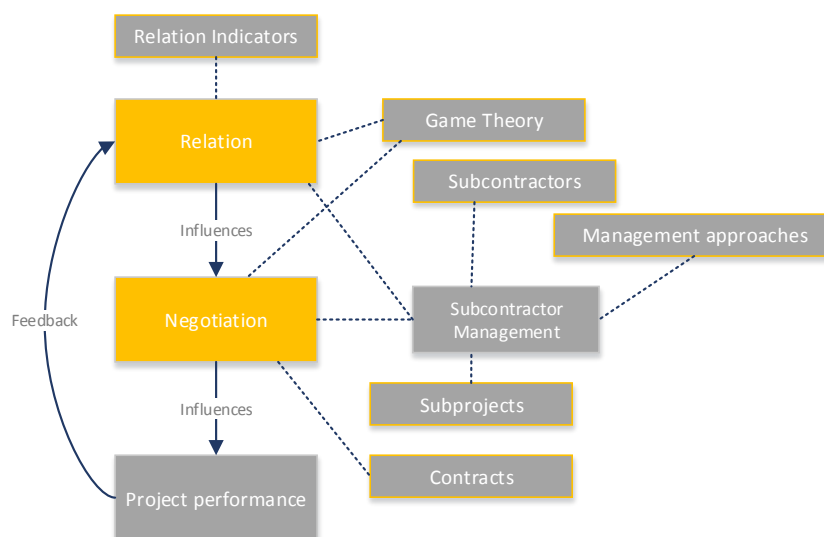 Relation Indicators
Relation
Game Theory
Subcontractors
Influences
Management approaches
Negotiation
Subcontractor
Management
Feedback
Subprojects
Influences
Contracts
Project performance